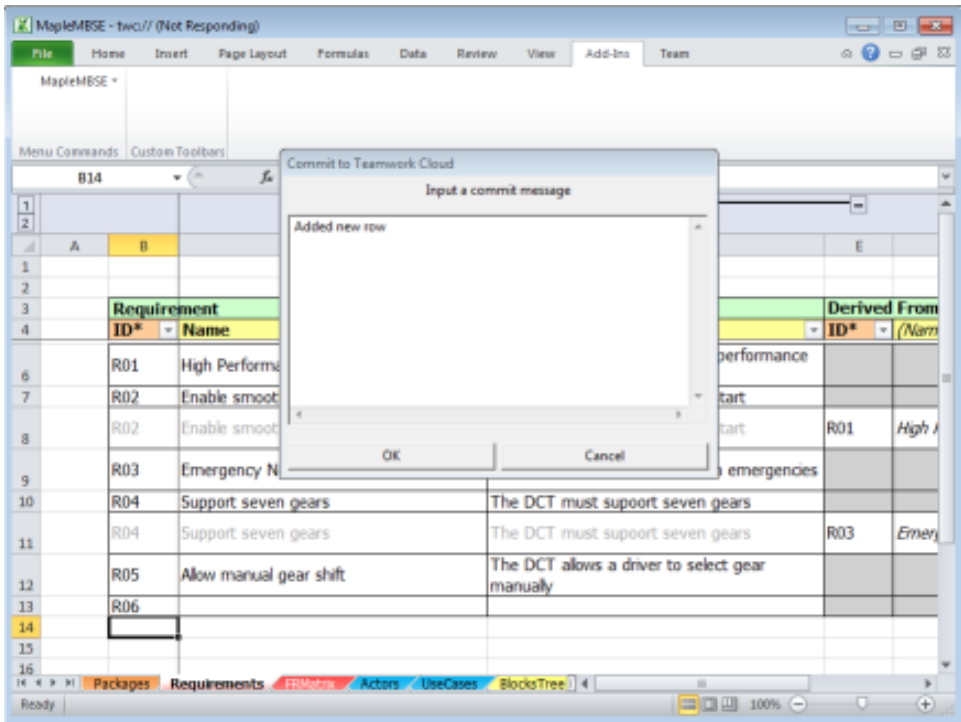 MapleMBSE - twc:// (Not Responding)
File Home Insert Page Layout Formulas Data Review View Add-Ins Team
MapleMBSE
Menu Commands Custom Toolbars
Commit to Teamwork Cloud
B14 fx
Input a commit message
Added new row
1
2
A B E
1
2
3 Requirement Derived From
4 ID* Name ID* (Nam
6 R01 High Performa performance
7 R02 Enable smoot start
8 R02 Enable smoot start R01 High
OK Cancel
9 R03 Emergency N emergencies
10 R04 Support seven gears The DCT must supoort seven gears
11 R04 Support seven gears The DCT must supoort seven gears R03 Emer
12 R05 Allow manual gear shift The DCT allows a driver to select gear
manually
13 R06
14
15
16
Packages Requirements FRMatrix Actors UseCases BlocksTree
Ready 100%